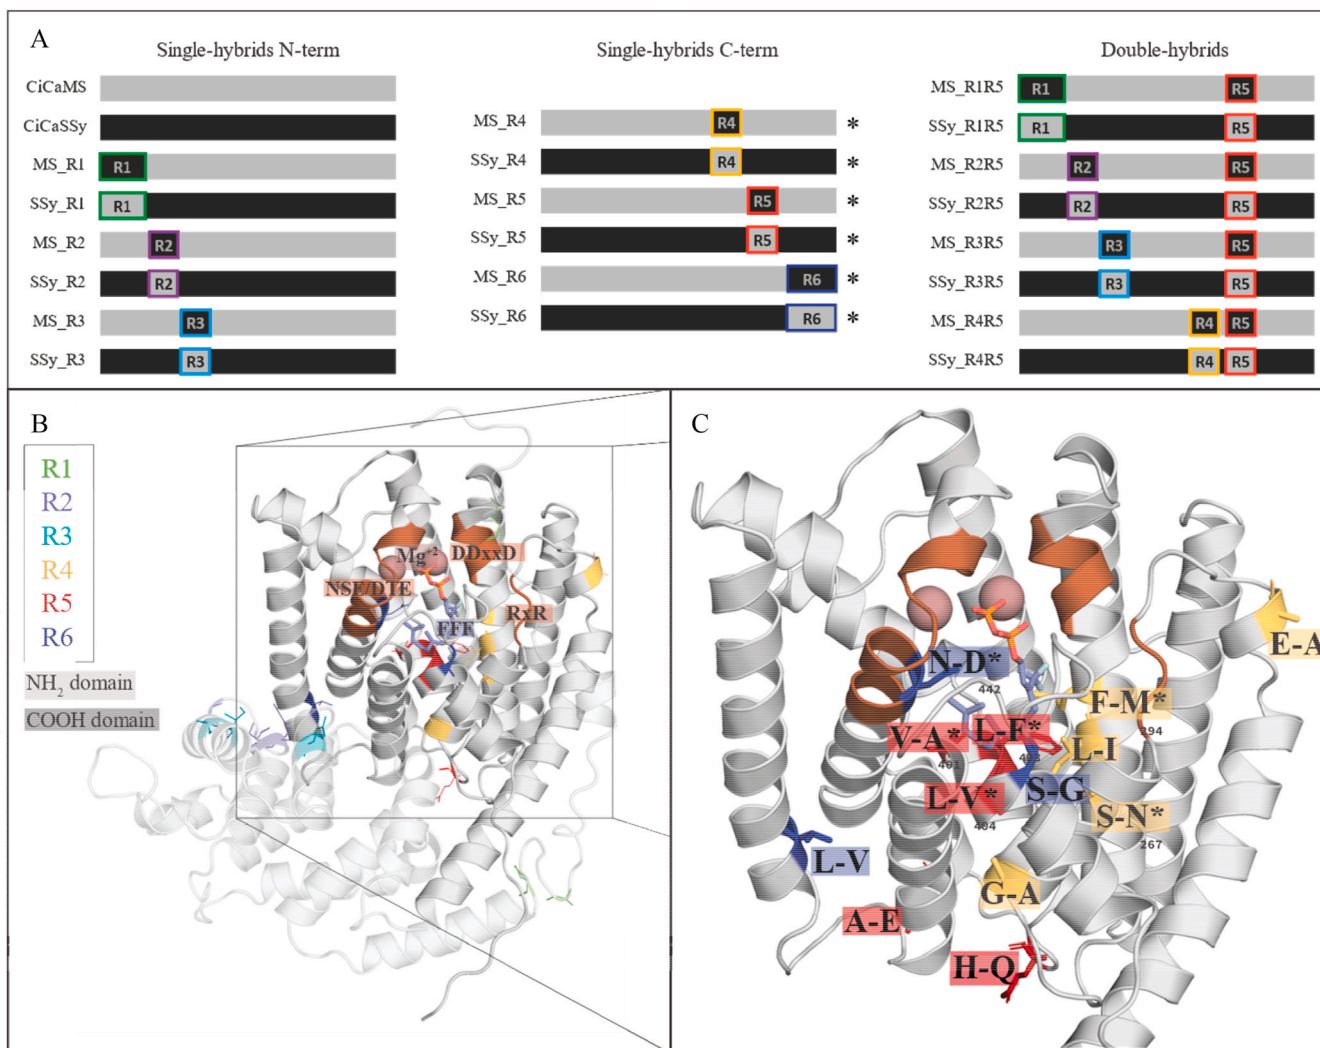 A
Single-hybrids N-term
CiCaMS
CiCaSSy
MS_R1
R1
SSy_R1
R1
MS_R2
R2
SSy_R2
R2
MS_R3
R3
SSy_R3
R3
Single-hybrids C-term
MS_R4
R4
*
SSy_R4
R4
*
MS_R5
R5
*
SSy_R5
R5
*
MS_R6
R6
*
SSy_R6
R6
*
Double-hybrids
MS_R1R5
R1
R5
SSy_R1R5
R1
R5
MS_R2R5
R2
R5
SSy_R2R5
R2
R5
MS_R3R5
R3
R5
SSy_R3R5
R3
R5
MS_R4R5
R4
R5
SSy_R4R5
R4
R5
B
R1
R2
R3
R4
R5
R6
NH2 domain
COOH domain
Mg+2
DDxxD
NSE/DTE
RxR
FFF
C
E-A
N-D*
442
F-M*
294
V-A*
401
L-F*
403
L-I
L-V*
404
S-G
S-N*
267
L-V
G-A
A-E
H-Q